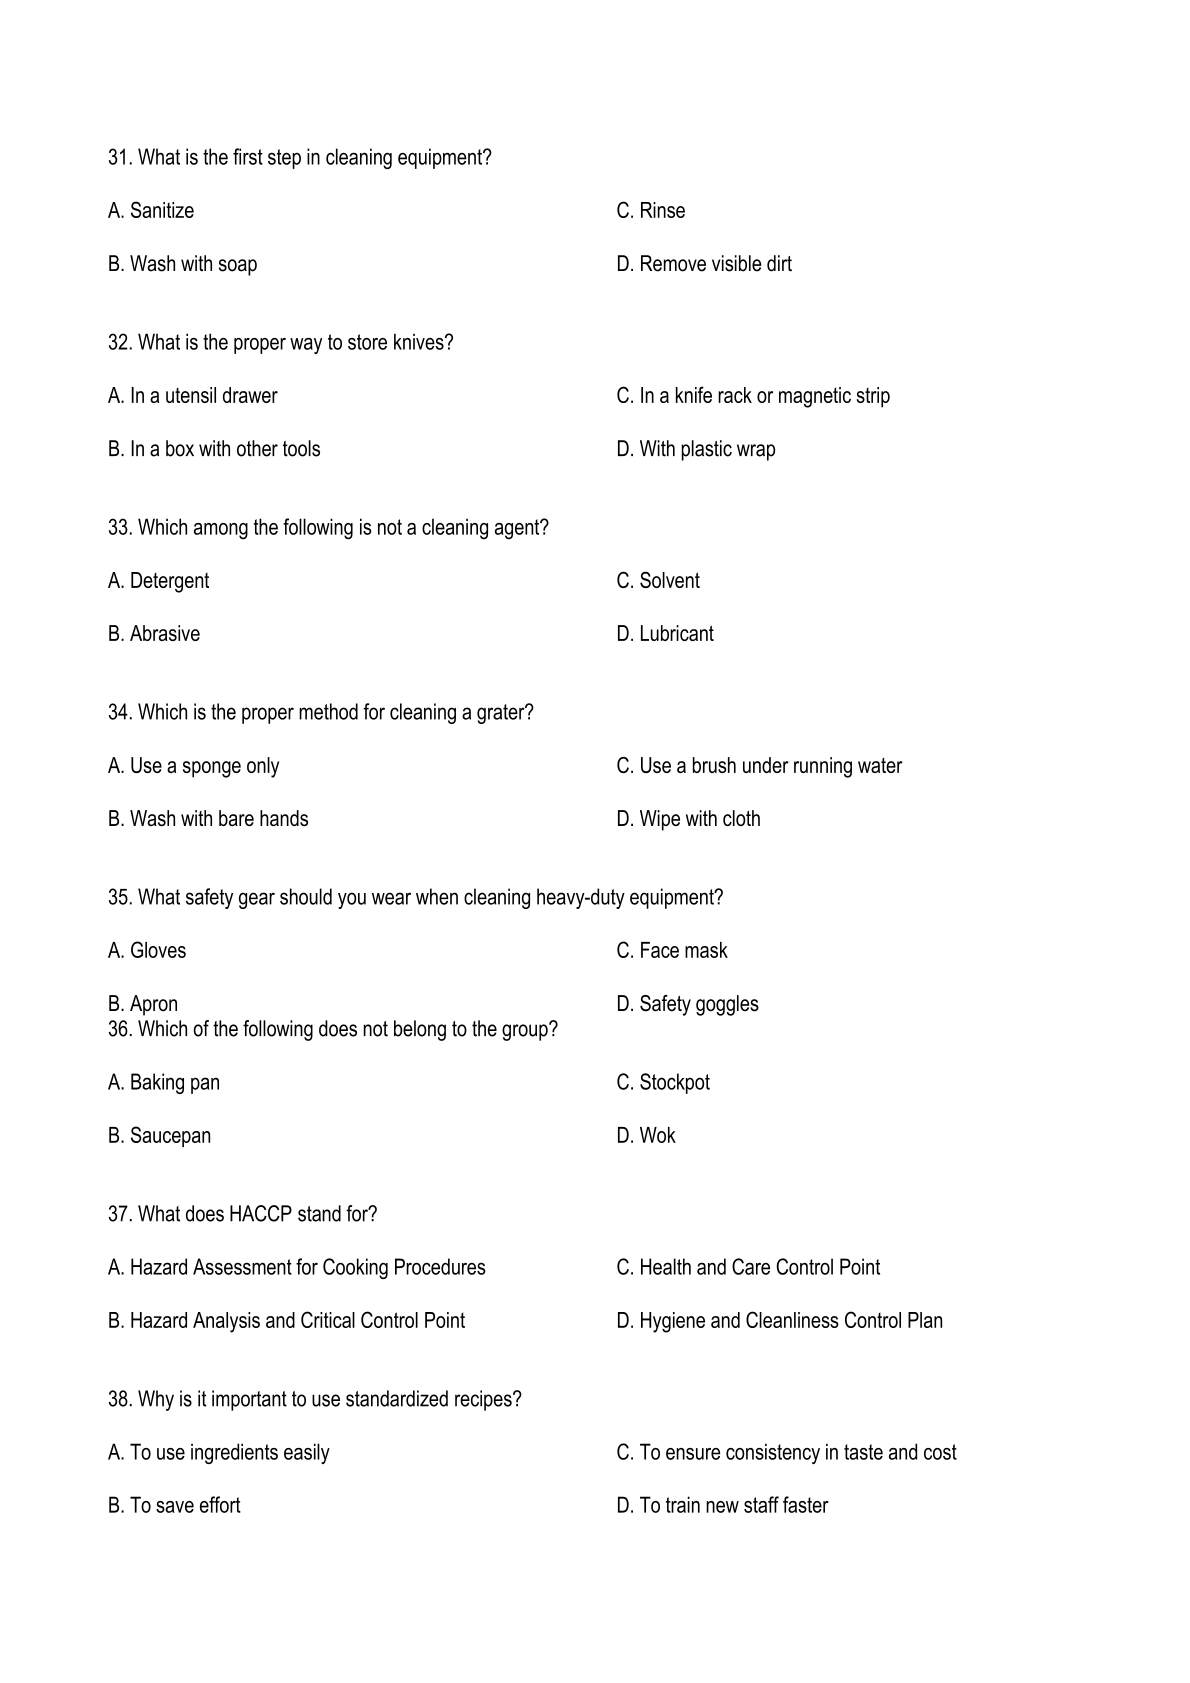 31. What is the first step in cleaning equipment?
A. Sanitize
C. Rinse
B. Wash with soap
D. Remove visible dirt
32. What is the proper way to store knives?
A. In a utensil drawer
C. In a knife rack or magnetic strip
B. In a box with other tools
D. With plastic wrap
33. Which among the following is not a cleaning agent?
A. Detergent
C. Solvent
B. Abrasive
D. Lubricant
34. Which is the proper method for cleaning a grater?
A. Use a sponge only
C. Use a brush under running water
B. Wash with bare hands
D. Wipe with cloth
35. What safety gear should you wear when cleaning heavy-duty equipment?
A. Gloves
C. Face mask
B. Apron
D. Safety goggles
36. Which of the following does not belong to the group?
A. Baking pan
C. Stockpot
B. Saucepan
D. Wok
37. What does HACCP stand for?
A. Hazard Assessment for Cooking Procedures
C. Health and Care Control Point
B. Hazard Analysis and Critical Control Point
D. Hygiene and Cleanliness Control Plan
38. Why is it important to use standardized recipes?
A. To use ingredients easily
C. To ensure consistency in taste and cost
B. To save effort
D. To train new staff faster